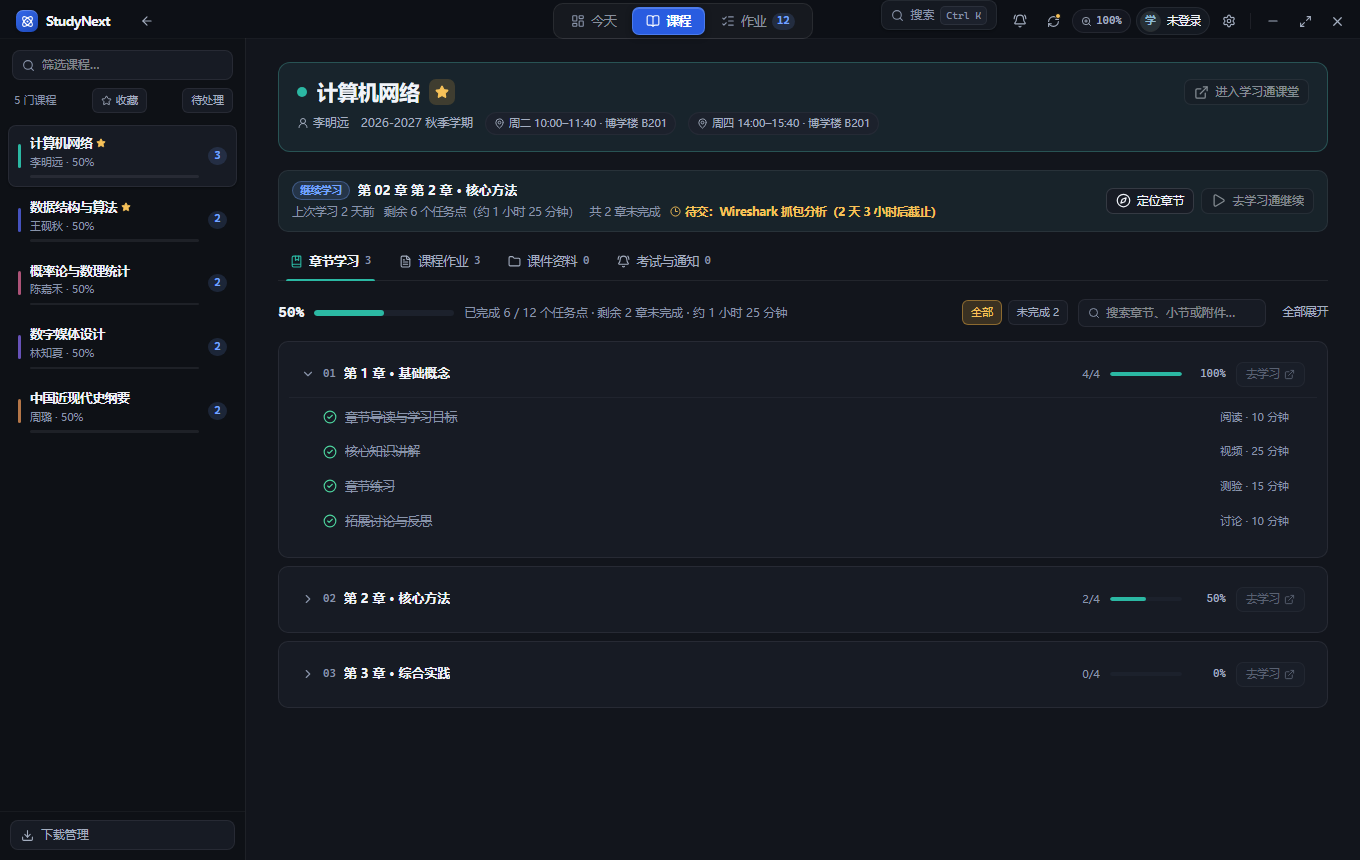 StudyNext
今天
课程
作业 12
搜索 Ctrl K
100%
学 未登录
筛选课程...
5 门课程
收藏
待处理
计算机网络
李明远 · 50%
3
数据结构与算法
王砚秋 · 50%
2
概率论与数理统计
陈嘉禾 · 50%
2
数字媒体设计
林知夏 · 50%
2
中国近现代史纲要
周璐 · 50%
2
下载管理
计算机网络
进入学习通课堂
李明远 2026-2027 秋季学期 周二 10:00–11:40 · 博学楼 B201 周四 14:00–15:40 · 博学楼 B201
继续学习 第 02 章 第 2 章 • 核心方法
上次学习 2 天前 剩余 6 个任务点（约 1 小时 25 分钟） 共 2 章未完成 待交：Wireshark 抓包分析（2 天 3 小时后截止）
定位章节
去学习通继续
章节学习 3
课程作业 3
课件资料 0
考试与通知 0
50% 已完成 6 / 12 个任务点 · 剩余 2 章未完成 · 约 1 小时 25 分钟
全部
未完成 2
搜索章节、小节或附件...
全部展开
01 第 1 章 • 基础概念 4/4 100% 去学习
章节导读与学习目标 阅读 · 10 分钟
核心知识讲解 视频 · 25 分钟
章节练习 测验 · 15 分钟
拓展讨论与反思 讨论 · 10 分钟
02 第 2 章 • 核心方法 2/4 50% 去学习
03 第 3 章 • 综合实践 0/4 0% 去学习